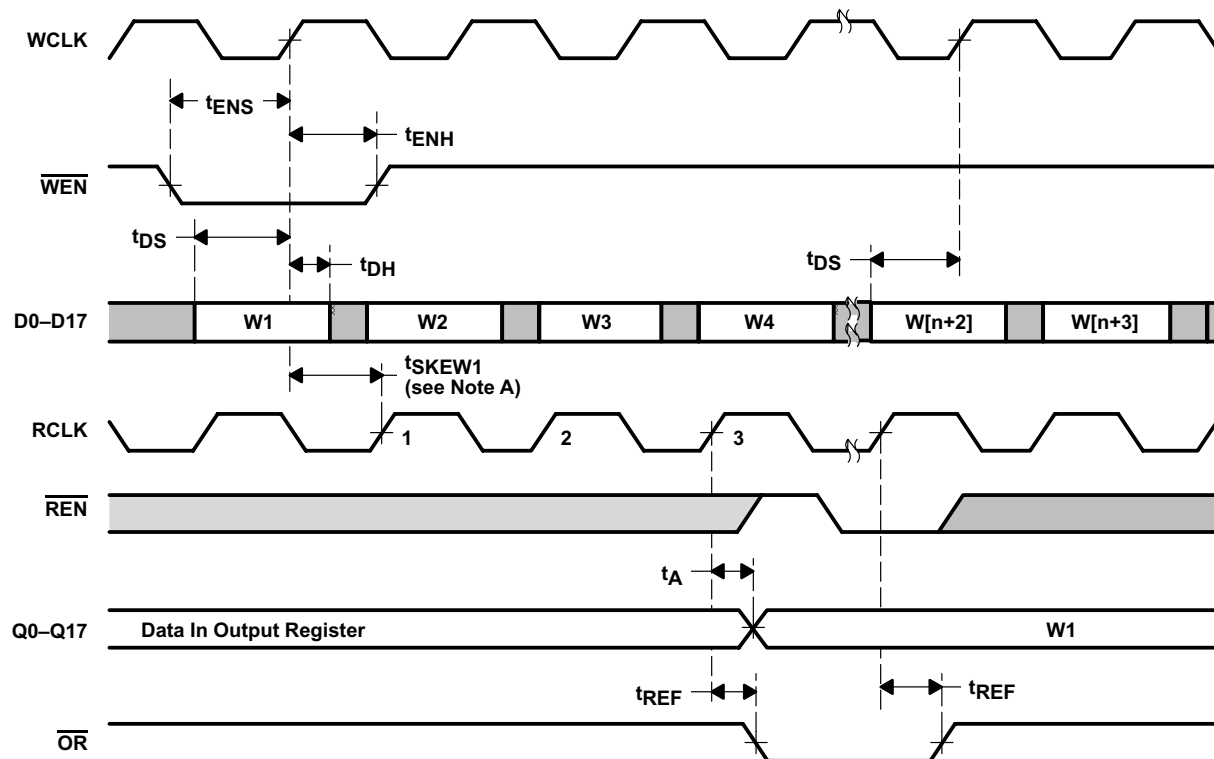 WCLK
tENS
tENH
WEN
tDS
tDH
tDS
D0–D17
W1
W2
W3
W4
W[n+2]
W[n+3]
tSKEW1
(see Note A)
RCLK
1
2
3
REN
tA
Q0–Q17
Data In Output Register
W1
tREF
tREF
OR